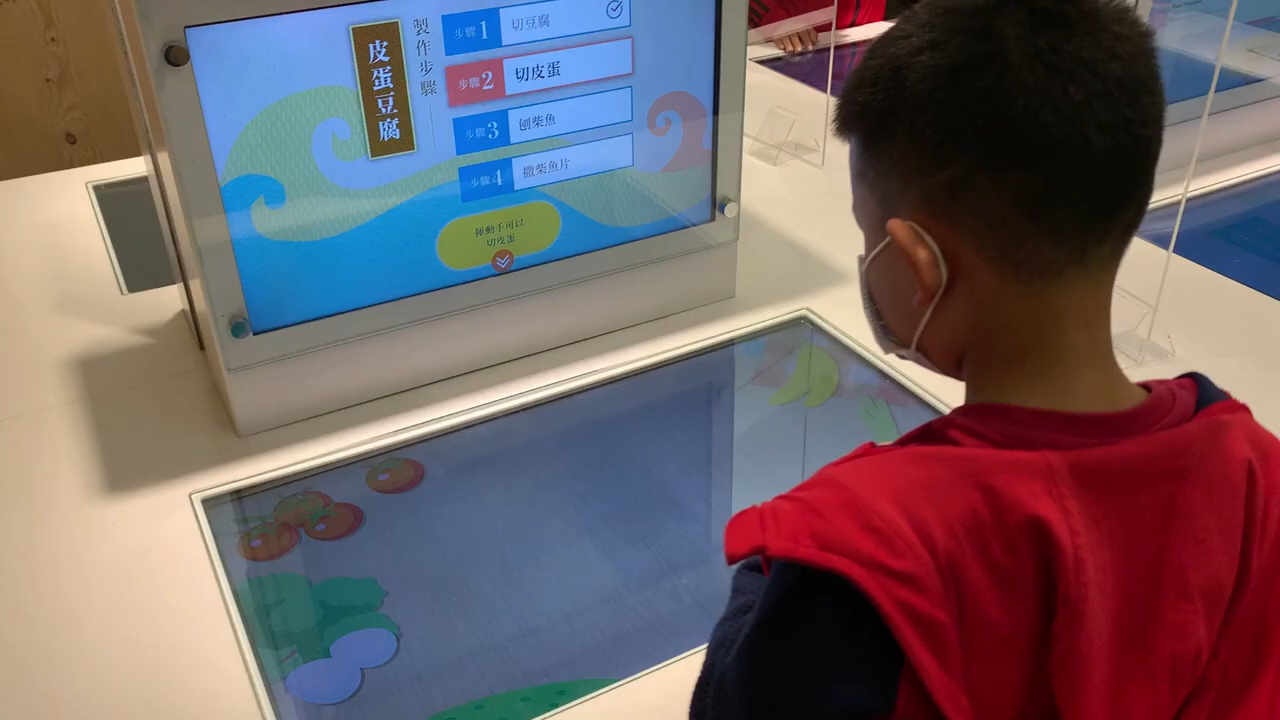 皮蛋豆腐
製作步驟
步驟1 切豆腐
步驟2 切皮蛋
步驟3 刨柴魚
步驟4 撒柴魚片
揮動手可以
切皮蛋